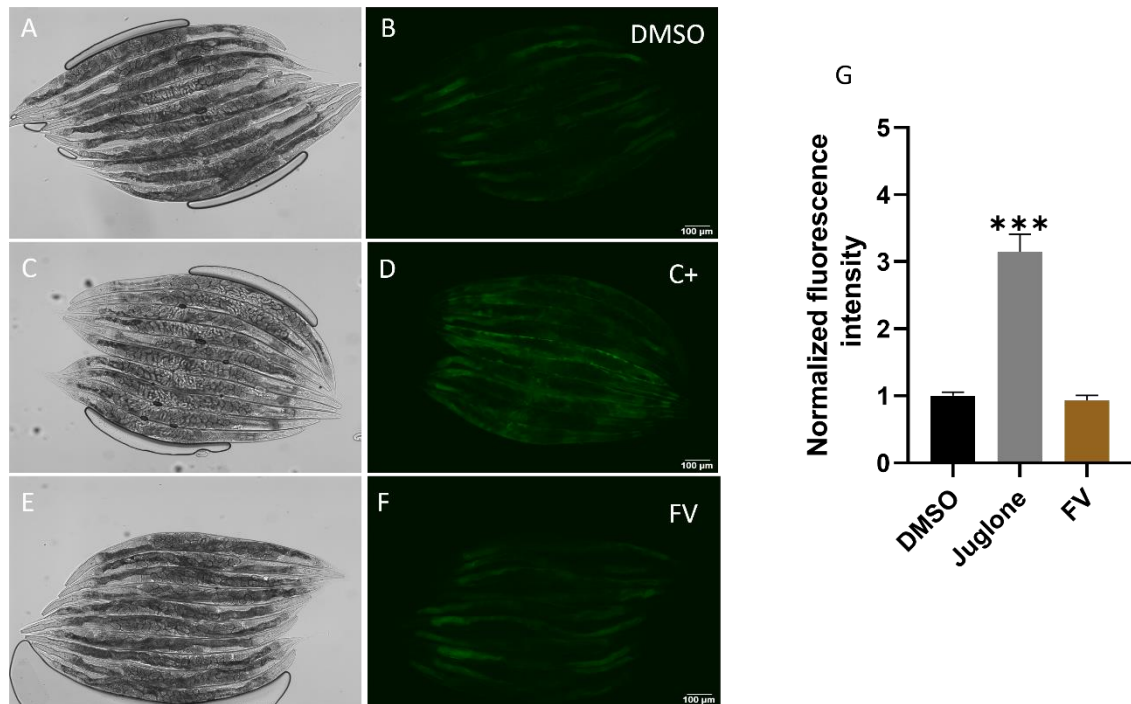 A
B
DMSO
100 µm
C
D
C+
100 µm
E
F
FV
100 µm
G
Normalized fluorescence
intensity
5
4
3
2
1
0
***
DMSO
Juglone
FV